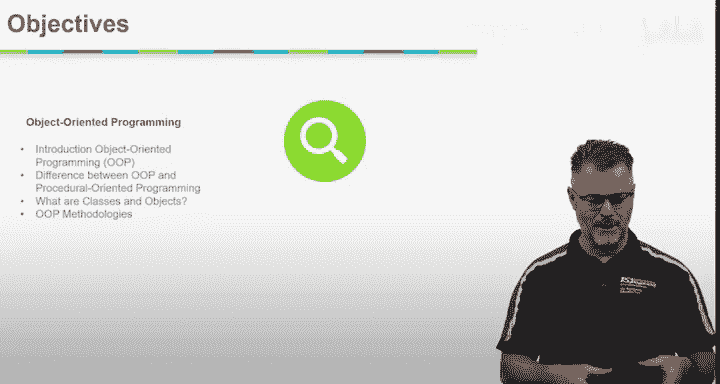 Objectives
Object-Oriented Programming
• Introduction Object-Oriented
Programming (OOP)
• Difference between OOP and
Procedural-Oriented Programming
• What are Classes and Objects?
• OOP Methodologies